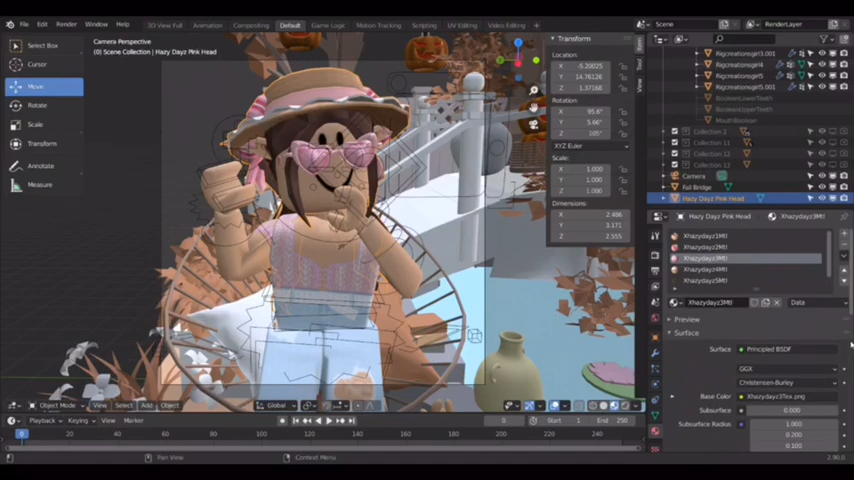 File Edit Render Window Help 3D View Full Animation Compositing Default Game Logic Motion Tracking Scripting UV Editing Video Editing Scene RenderLayer
Select Box
Cursor
Move
Rotate
Scale
Transform
Annotate
Measure
Camera Perspective
(0) Scene Collection | Hazy Dayz Pink Head
Transform
Location:
X -5.20025
Y 14.76126
Z 1.37168
Rotation:
X 95.6°
Y 5.66°
Z 105°
XYZ Euler
Scale:
X 1.000
Y 1.000
Z 1.000
Dimensions:
X 2.486
Y 3.171
Z 2.555
Item
Tool
View
Rigcreationsgirl3.001
Rigcreationsgirl4
Rigcreationsgirl5
Rigcreationsgirl5.001
BooleanLowerTeeth
BooleanUpperTeeth
MouthBoolean
Collection 2
Collection 11
Collection 12
Collection 13
Camera
Fall Bridge
Hazy Dayz Pink Head
Hazy Dayz Pink Head Xhazydayz3Mtl
Xhazydayz1Mtl
Xhazydayz2Mtl
Xhazydayz3Mtl
Xhazydayz4Mtl
Xhazydayz5Mtl
Xhazydayz3Mtl Data
Preview
Surface
Surface Principled BSDF
GGX
Christensen-Burley
Base Color Xhazydayz3Tex.png
Subsurface 0.000
Subsurface Radius 1.000
0.200
0.100
Object Mode View Select Add Object Global
Playback Keying View Marker 0 Start 1 End 250
0 20 40 60 80 100 120 140 160 180 200 220 240
Pan View Context Menu 2.90.0